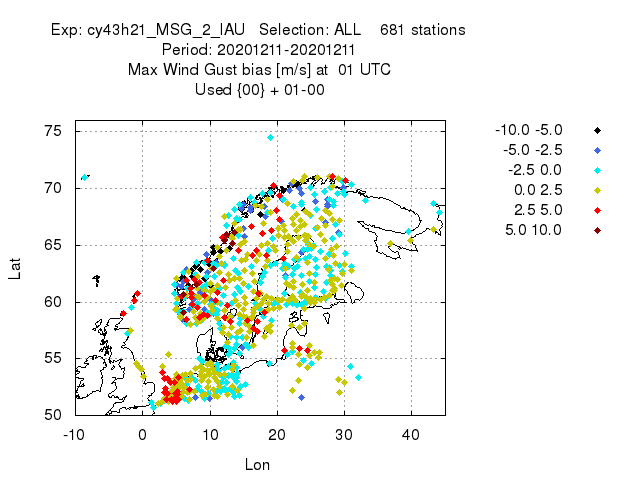 Exp: cy43h21_MSG_2_IAU   Selection: ALL    681 stations
Period: 20201211-20201211
Max Wind Gust bias [m/s] at  01 UTC
Used {00} + 01-00
-10.0 -5.0
-5.0 -2.5
-2.5 0.0
0.0 2.5
2.5 5.0
5.0 10.0
75
70
65
60
55
50
Lat
-10 0 10 20 30 40
Lon